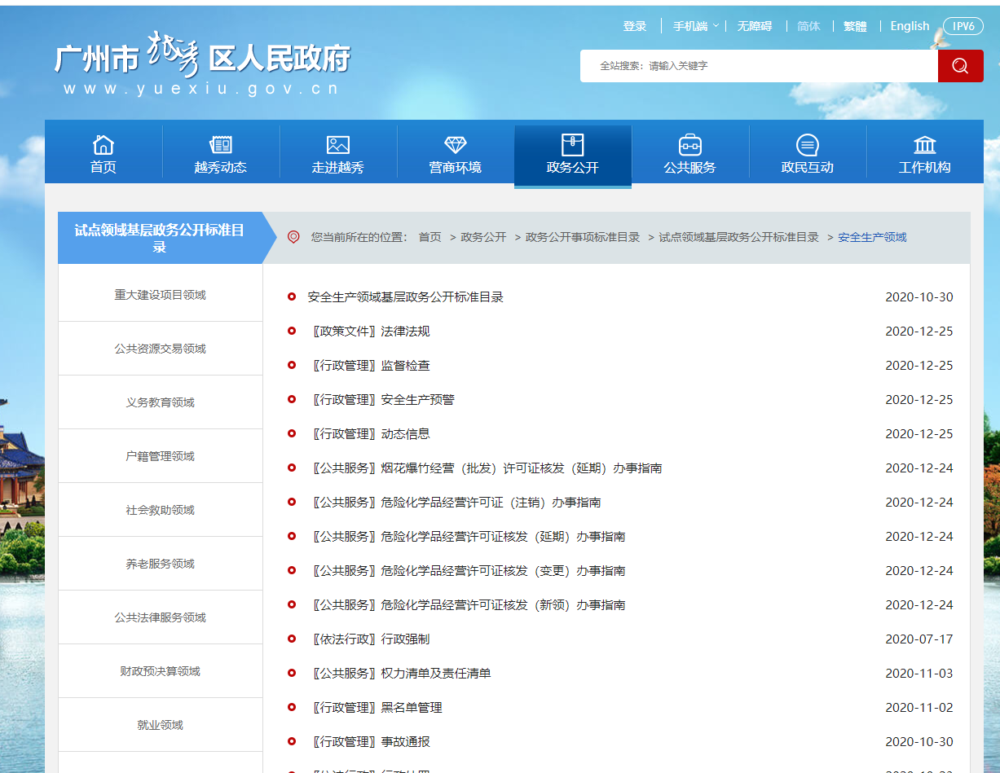 登录 手机端 无障碍 简体 繁體 English IPV6
广州市越秀区人民政府
www.yuexiu.gov.cn
全站搜索：请输入关键字
首页 越秀动态 走进越秀 营商环境 政务公开 公共服务 政民互动 工作机构
试点领域基层政务公开标准目
录
您当前所在的位置： 首页 > 政务公开 > 政务公开事项标准目录 > 试点领域基层政务公开标准目录 > 安全生产领域
重大建设项目领域
公共资源交易领域
义务教育领域
户籍管理领域
社会救助领域
养老服务领域
公共法律服务领域
财政预决算领域
就业领域
安全生产领域基层政务公开标准目录 2020-10-30
〖政策文件〗法律法规 2020-12-25
〖行政管理〗监督检查 2020-12-25
〖行政管理〗安全生产预警 2020-12-25
〖行政管理〗动态信息 2020-12-25
〖公共服务〗烟花爆竹经营（批发）许可证核发（延期）办事指南 2020-12-24
〖公共服务〗危险化学品经营许可证（注销）办事指南 2020-12-24
〖公共服务〗危险化学品经营许可证核发（延期）办事指南 2020-12-24
〖公共服务〗危险化学品经营许可证核发（变更）办事指南 2020-12-24
〖公共服务〗危险化学品经营许可证核发（新领）办事指南 2020-12-24
〖依法行政〗行政强制 2020-07-17
〖公共服务〗权力清单及责任清单 2020-11-03
〖行政管理〗黑名单管理 2020-11-02
〖行政管理〗事故通报 2020-10-30